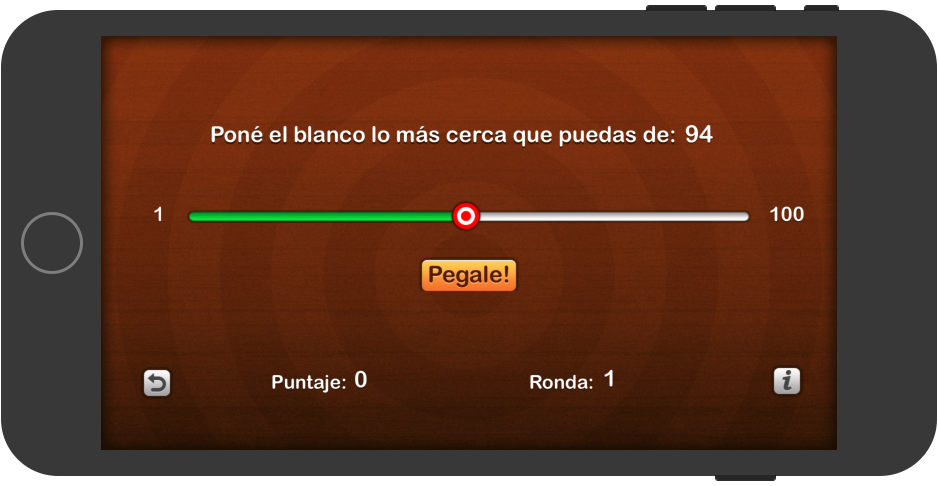 Poné el blanco lo más cerca que puedas de: 94
1 100
Pegale!
Puntaje: 0 Ronda: 1
i